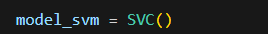 model_svm = SVC()